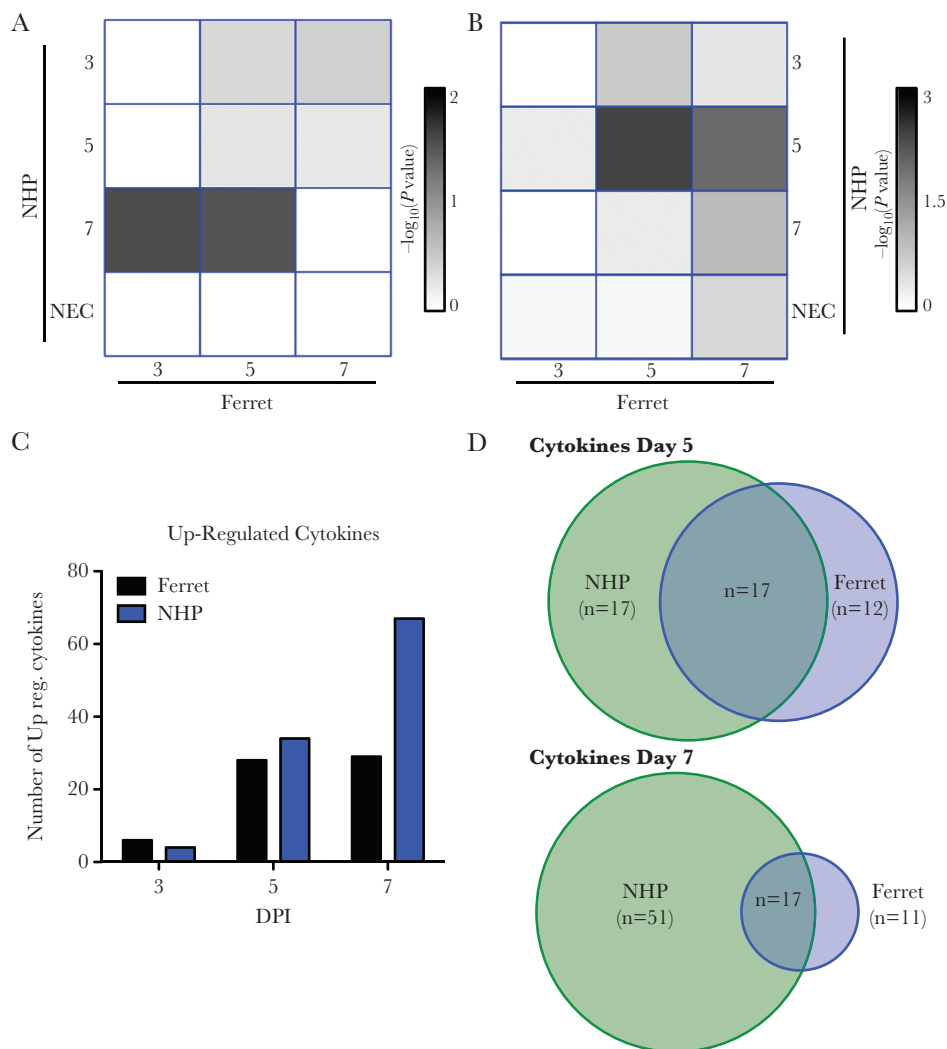 A
NHP
3
5
7
NEC
3 5 7
Ferret
2
1
0
–log10(P value)
B
3
5
7
NEC
NHP
3 5 7
Ferret
3
1.5
0
–log10(P value)
C
Up-Regulated Cytokines
Ferret
NHP
Number of Up reg. cytokines
80
60
40
20
0
3 5 7
DPI
D
Cytokines Day 5
NHP
(n=17)
n=17
Ferret
(n=12)
Cytokines Day 7
NHP
(n=51)
n=17
Ferret
(n=11)